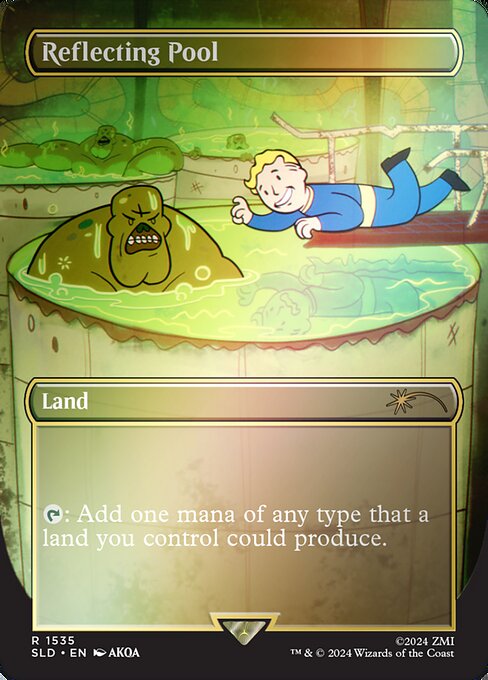 Reflecting Pool
Land
: Add one mana of any type that a
land you control could produce.
R 1535
SLD • EN AKQA
©2024 ZMI
™ & © 2024 Wizards of the Coast